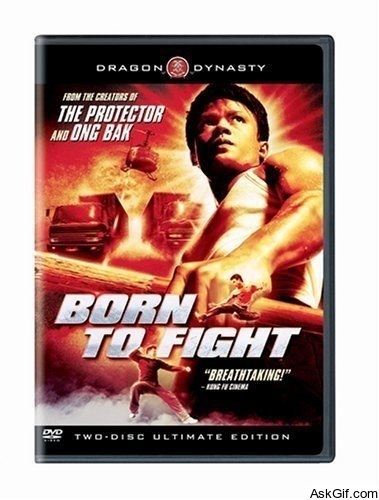 DRAGON DYNASTY
FROM THE CREATORS OF
THE PROTECTOR
AND ONG BAK
BORN
TO FIGHT
"BREATHTAKING!"
- KUNG FU CINEMA
DVD
VIDEO
TWO-DISC ULTIMATE EDITION
AskGif.com